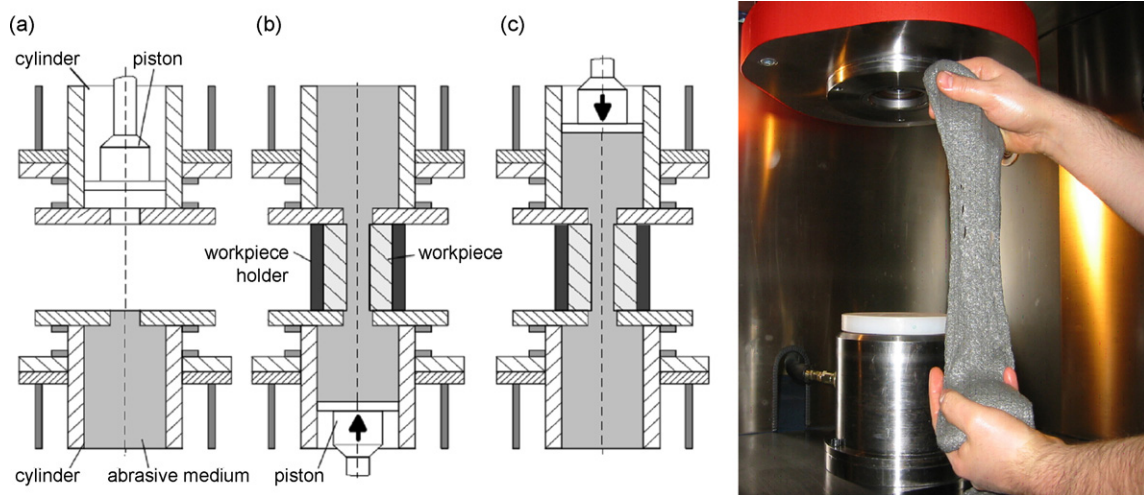 (a)
(b)
(c)
cylinder
piston
workpiece
holder
workpiece
cylinder
abrasive medium
piston